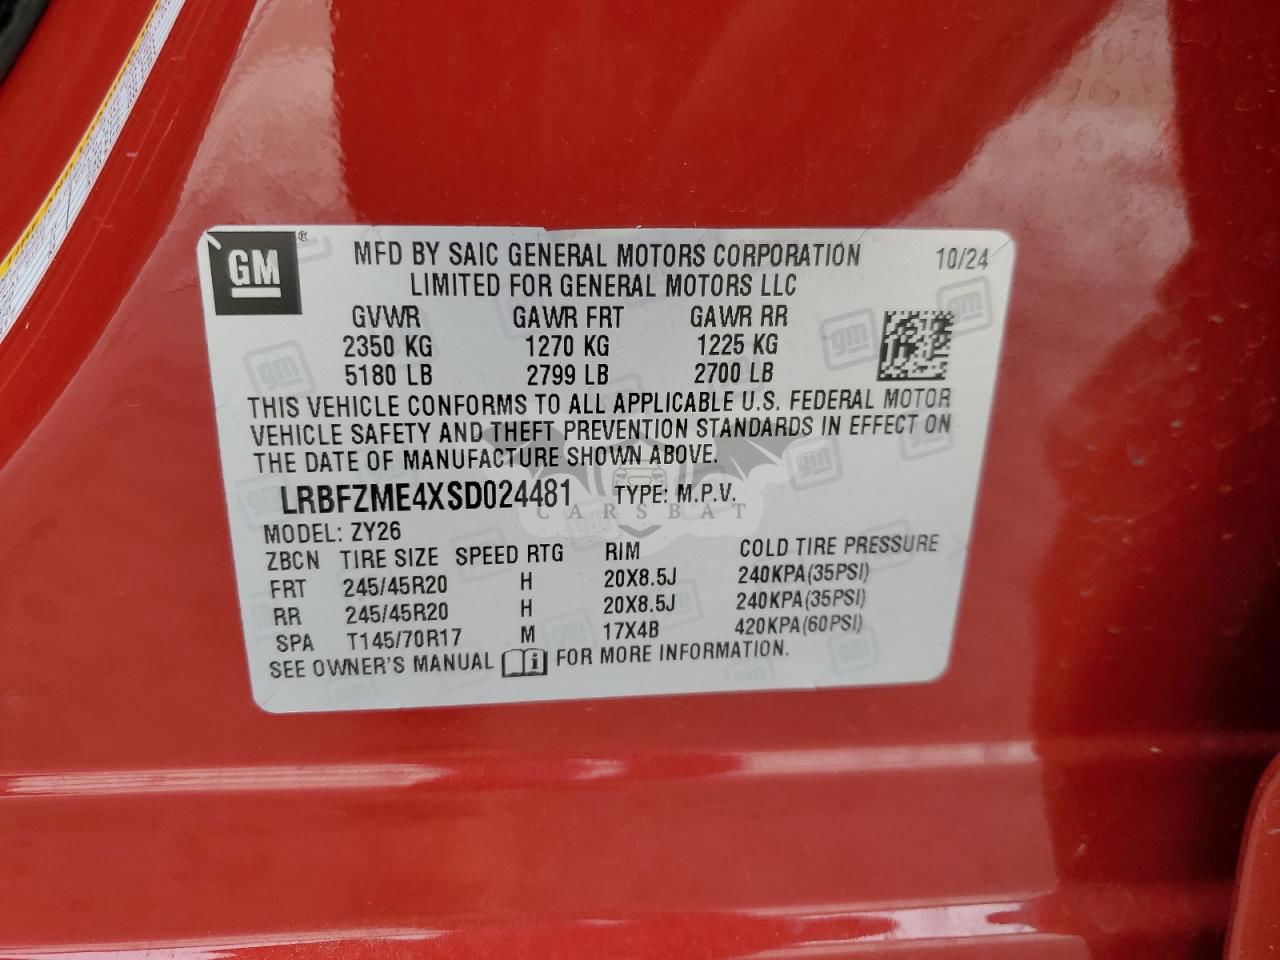 GM
MFD BY SAIC GENERAL MOTORS CORPORATION 10/24
LIMITED FOR GENERAL MOTORS LLC
GVWR GAWR FRT GAWR RR
2350 KG 1270 KG 1225 KG
5180 LB 2799 LB 2700 LB
THIS VEHICLE CONFORMS TO ALL APPLICABLE U.S. FEDERAL MOTOR
VEHICLE SAFETY AND THEFT PREVENTION STANDARDS IN EFFECT ON
THE DATE OF MANUFACTURE SHOWN ABOVE.
LRBFZME4XSD024481 TYPE: M.P.V.
CARSBAT
MODEL: ZY26
ZBCN TIRE SIZE SPEED RTG RIM COLD TIRE PRESSURE
FRT 245/45R20 H 20X8.5J 240KPA(35PSI)
RR 245/45R20 H 20X8.5J 240KPA(35PSI)
SPA T145/70R17 M 17X4B 420KPA(60PSI)
SEE OWNER'S MANUAL FOR MORE INFORMATION.